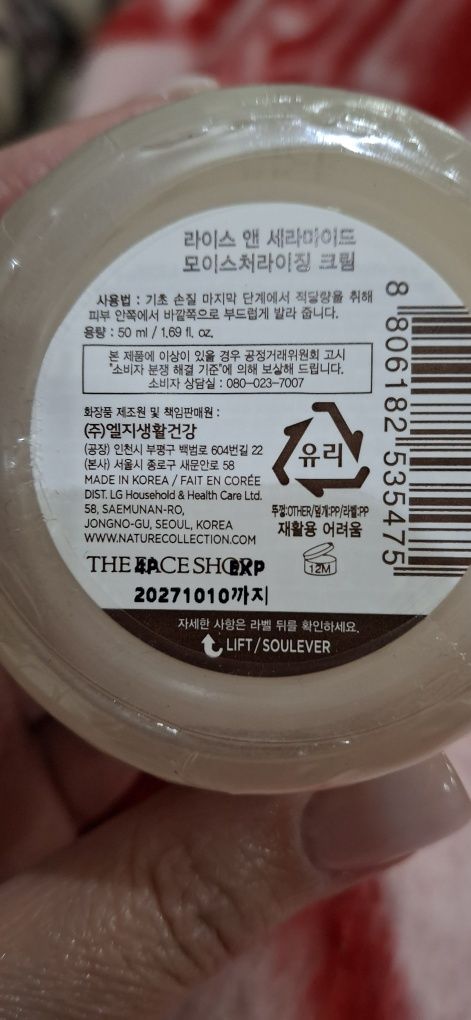 라이스 앤 세라마이드
모이스처라이징 크림
사용법 : 기초 손질 마지막 단계에서 적당량을 취해
피부 안쪽에서 바깥쪽으로 부드럽게 발라 줍니다.
용량 : 50 ml / 1.69 fl. oz.
본 제품에 이상이 있을 경우 공정거래위원회 고시
"소비자 분쟁 해결 기준"에 의해 보상해 드립니다.
소비자 상담실 : 080-023-7007
화장품 제조원 및 책임판매원 :
(주)엘지생활건강
(공장) 인천시 부평구 백범로 604번길 22
(본사) 서울시 종로구 새문안로 58
MADE IN KOREA / FAIT EN CORÉE
DIST. LG Household & Health Care Ltd.
58, SAEMUNAN-RO,
JONGNO-GU, SEOUL, KOREA
WWW.NATURECOLLECTION.COM
THE FACE SHOP
4A EXP
20271010까지
유리
뚜껑:OTHER/덮개:PP/라벨:PP
재활용 어려움
12M
8 806182 535475
자세한 사항은 라벨 뒤를 확인하세요.
LIFT/SOULEVER